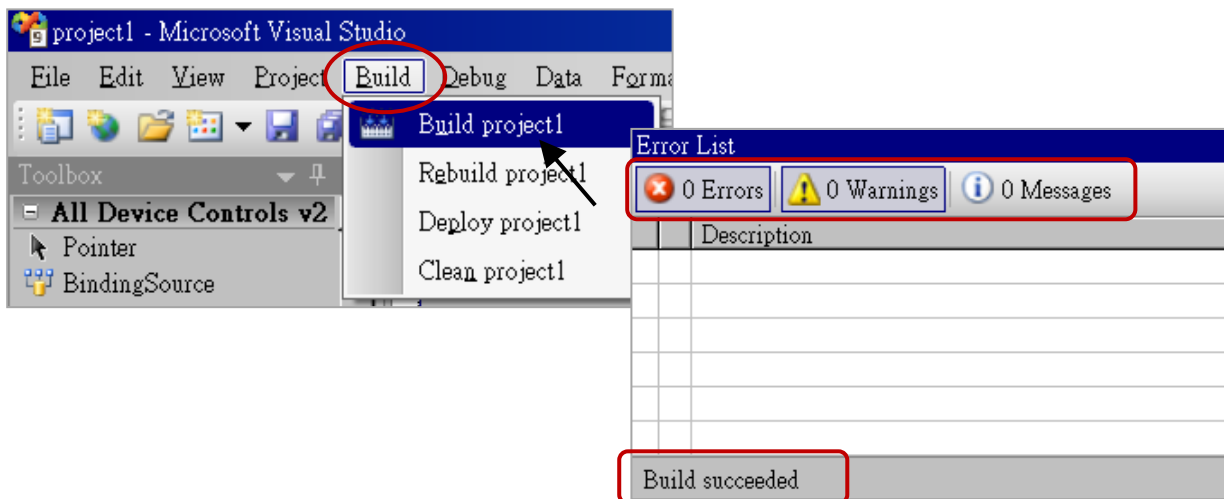 project1 - Microsoft Visual Studio
File Edit View Project Build Debug Data Forma
Build project1
Rebuild project1
Deploy project1
Clean project1
Toolbox
All Device Controls v2
Pointer
BindingSource
Error List
0 Errors 0 Warnings 0 Messages
Description
Build succeeded